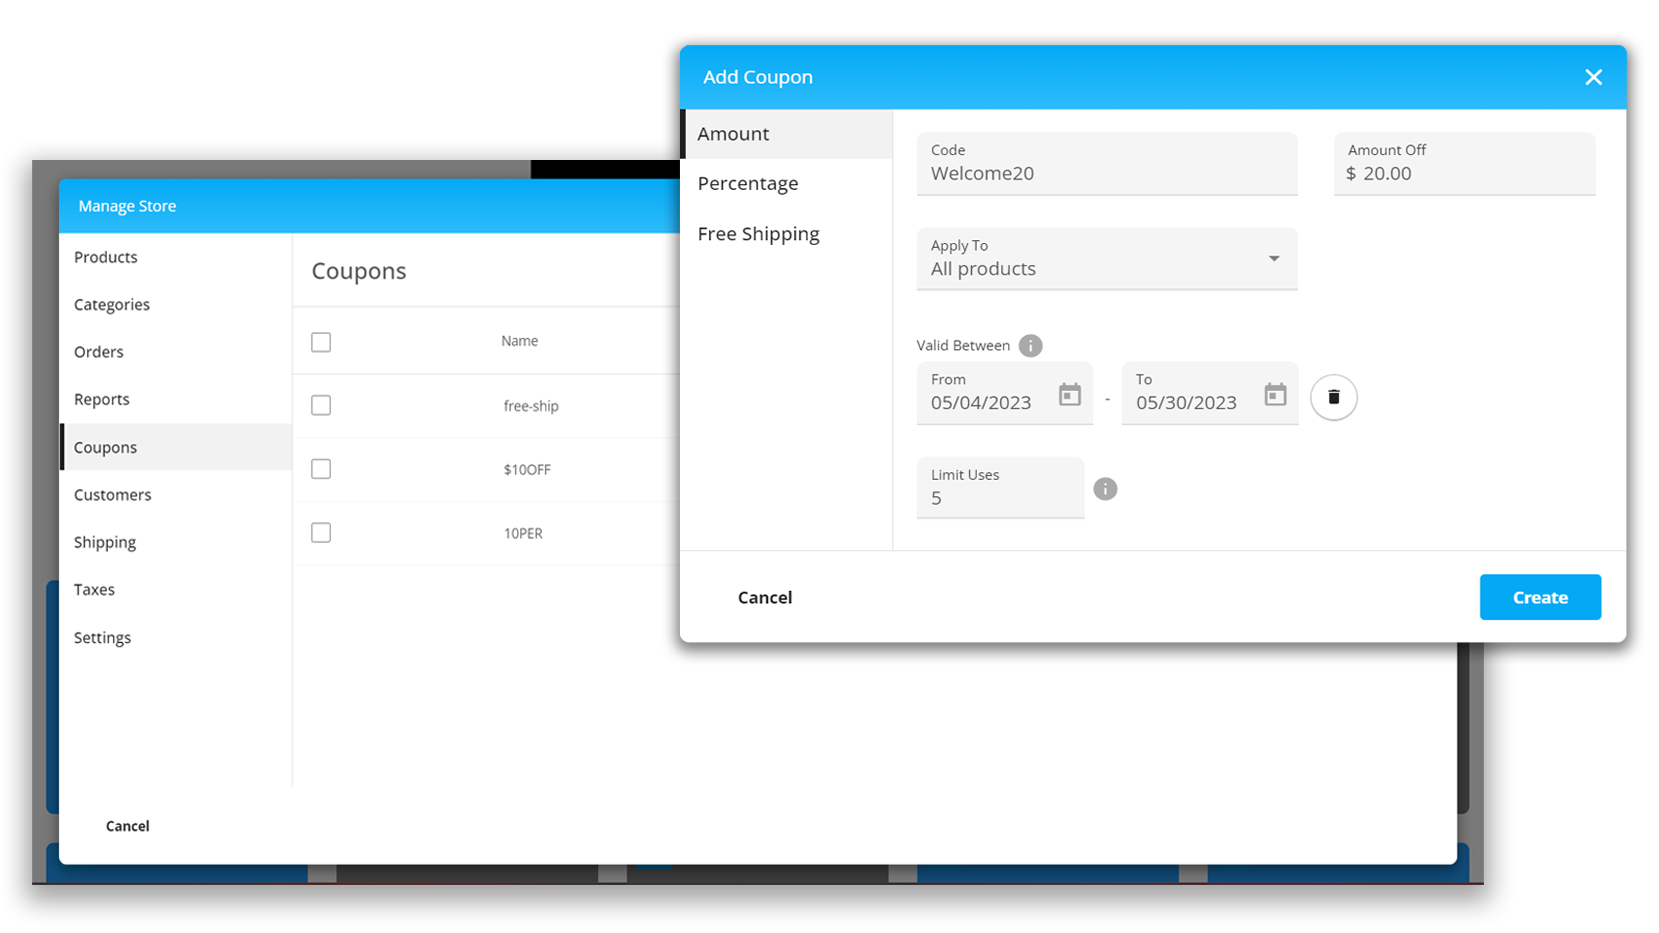 Add Coupon
Amount
Percentage
Free Shipping
Code
Welcome20
Amount Off
$ 20.00
Apply To
All products
Valid Between
From
05/04/2023
-
To
05/30/2023
Limit Uses
5
Cancel
Create
Manage Store
Products
Categories
Orders
Reports
Coupons
Customers
Shipping
Taxes
Settings
Coupons
Name
free-ship
$10OFF
10PER
Cancel